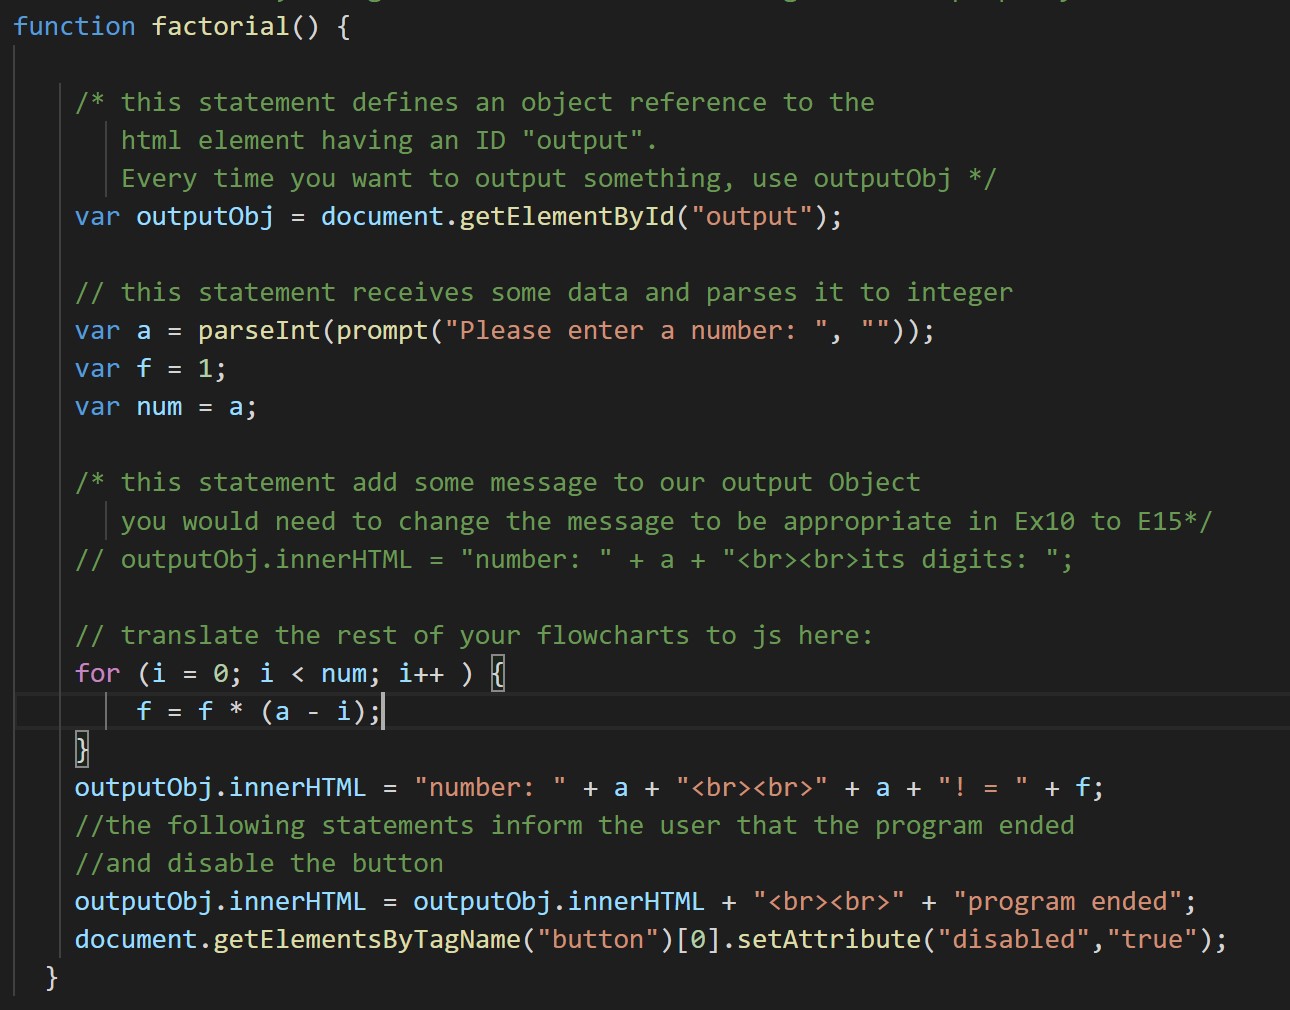 function factorial() {
/* this statement defines an object reference to the
html element having an ID "output".
Every time you want to output something, use outputObj */
var outputObj = document.getElementById("output");
// this statement receives some data and parses it to integer
var a = parseInt(prompt("Please enter a number: ", ""));
var f = 1;
var num = a;
/* this statement add some message to our output Object
you would need to change the message to be appropriate in Ex10 to E15*/
// outputObj.innerHTML = "number: " + a + "<br><br>its digits: ";
// translate the rest of your flowcharts to js here:
for (i = 0; i < num; i++ ) {
f = f * (a - i);
}
outputObj.innerHTML = "number: " + a + "<br><br>" + a + "! = " + f;
//the following statements inform the user that the program ended
//and disable the button
outputObj.innerHTML = outputObj.innerHTML + "<br><br>" + "program ended";
document.getElementsByTagName("button")[0].setAttribute("disabled","true");
}